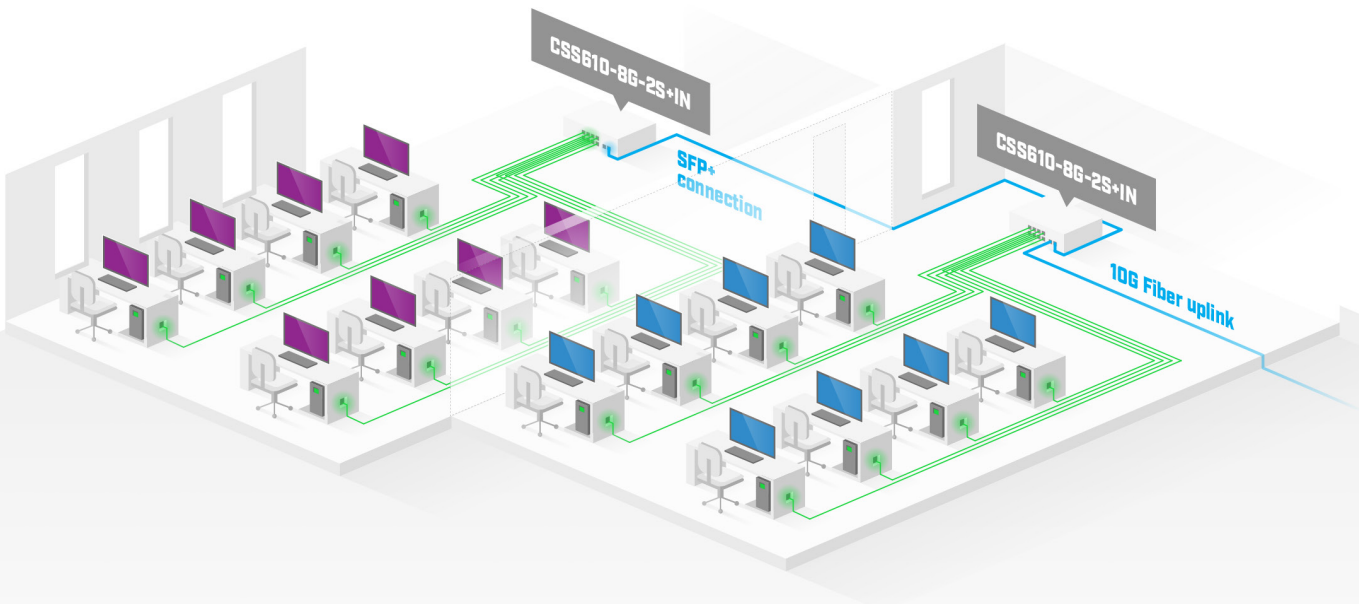 CSS610-8G-2S+IN
SFP+
connection
CSS610-8G-2S+IN
10G Fiber uplink